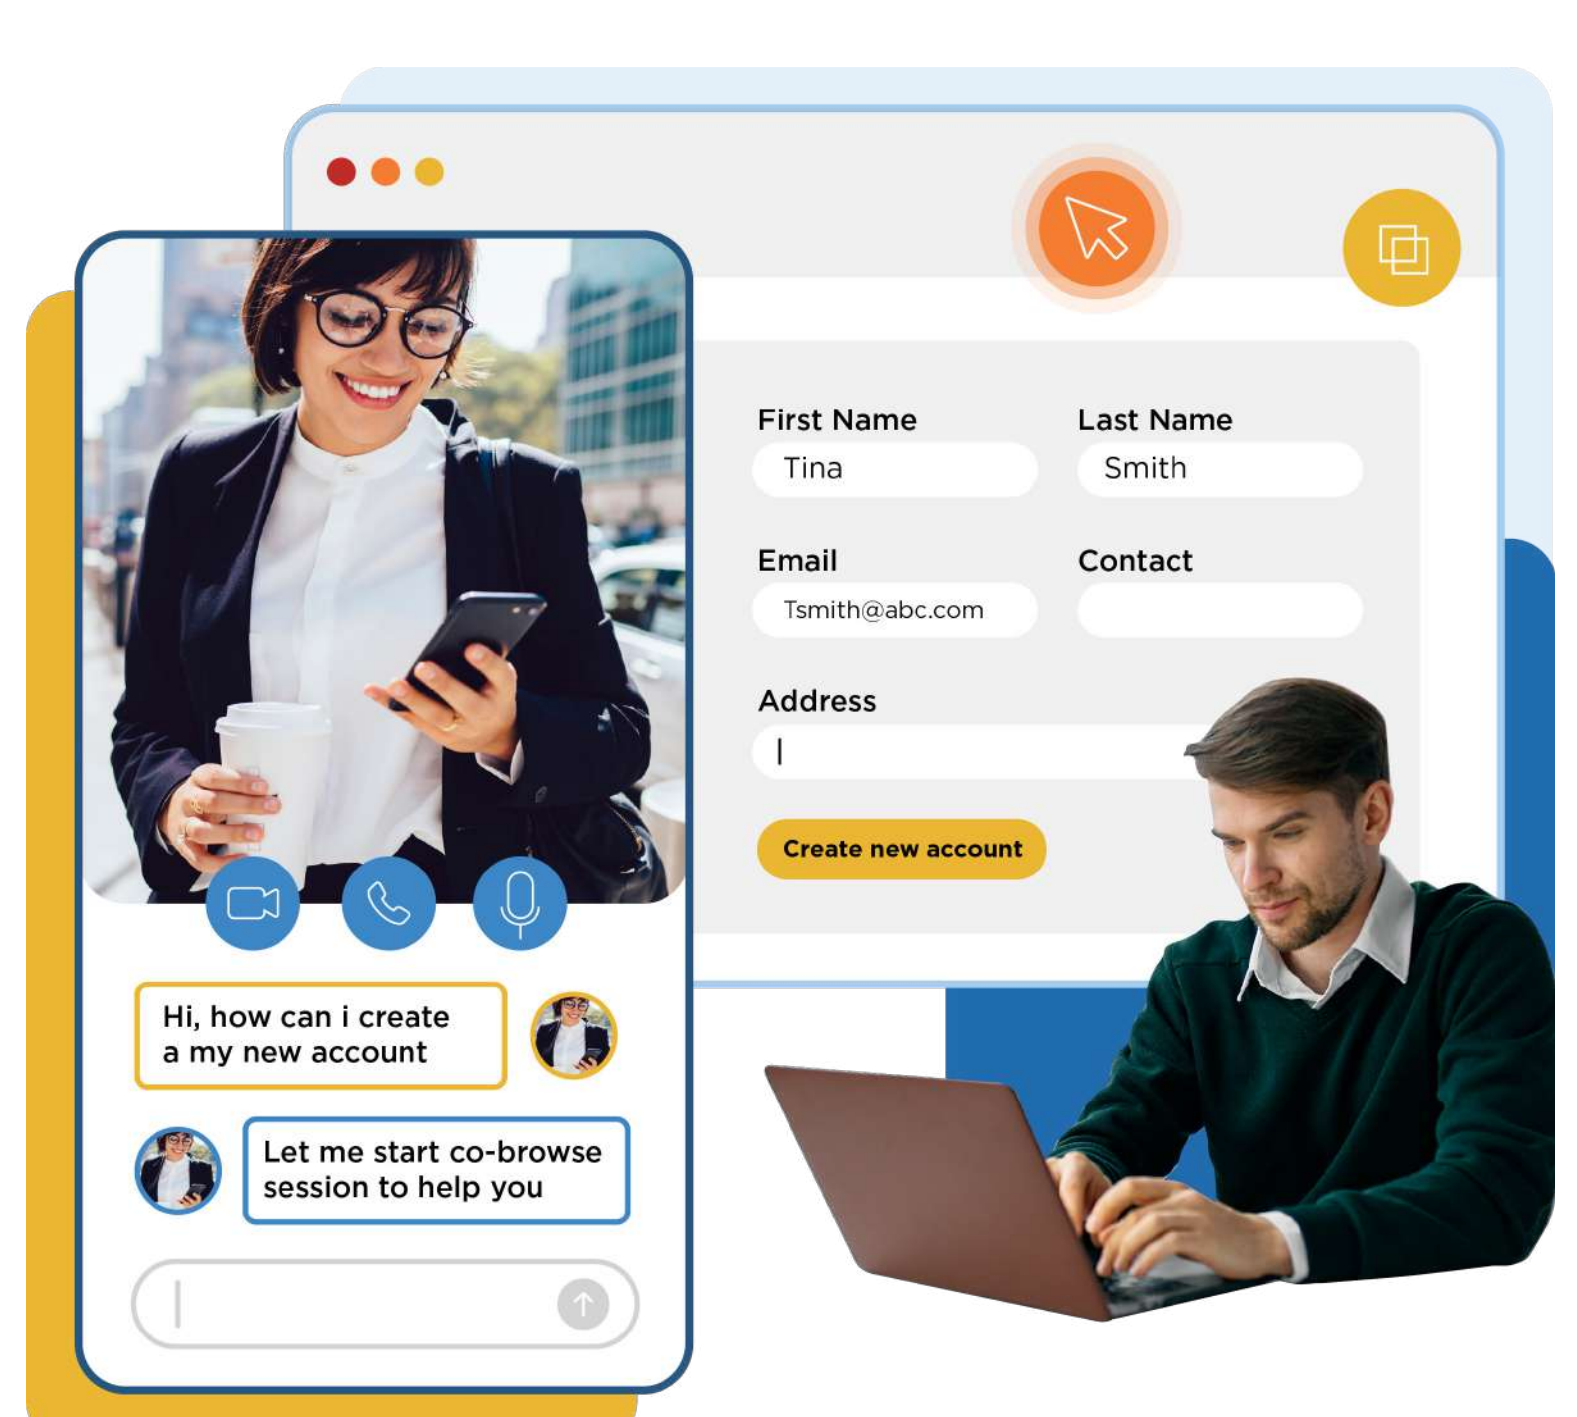 First Name
Last Name
Tina
Smith
Email
Contact
Tsmith@abc.com
Address
Create new account
Hi, how can i create
a my new account
Let me start co-browse
session to help you